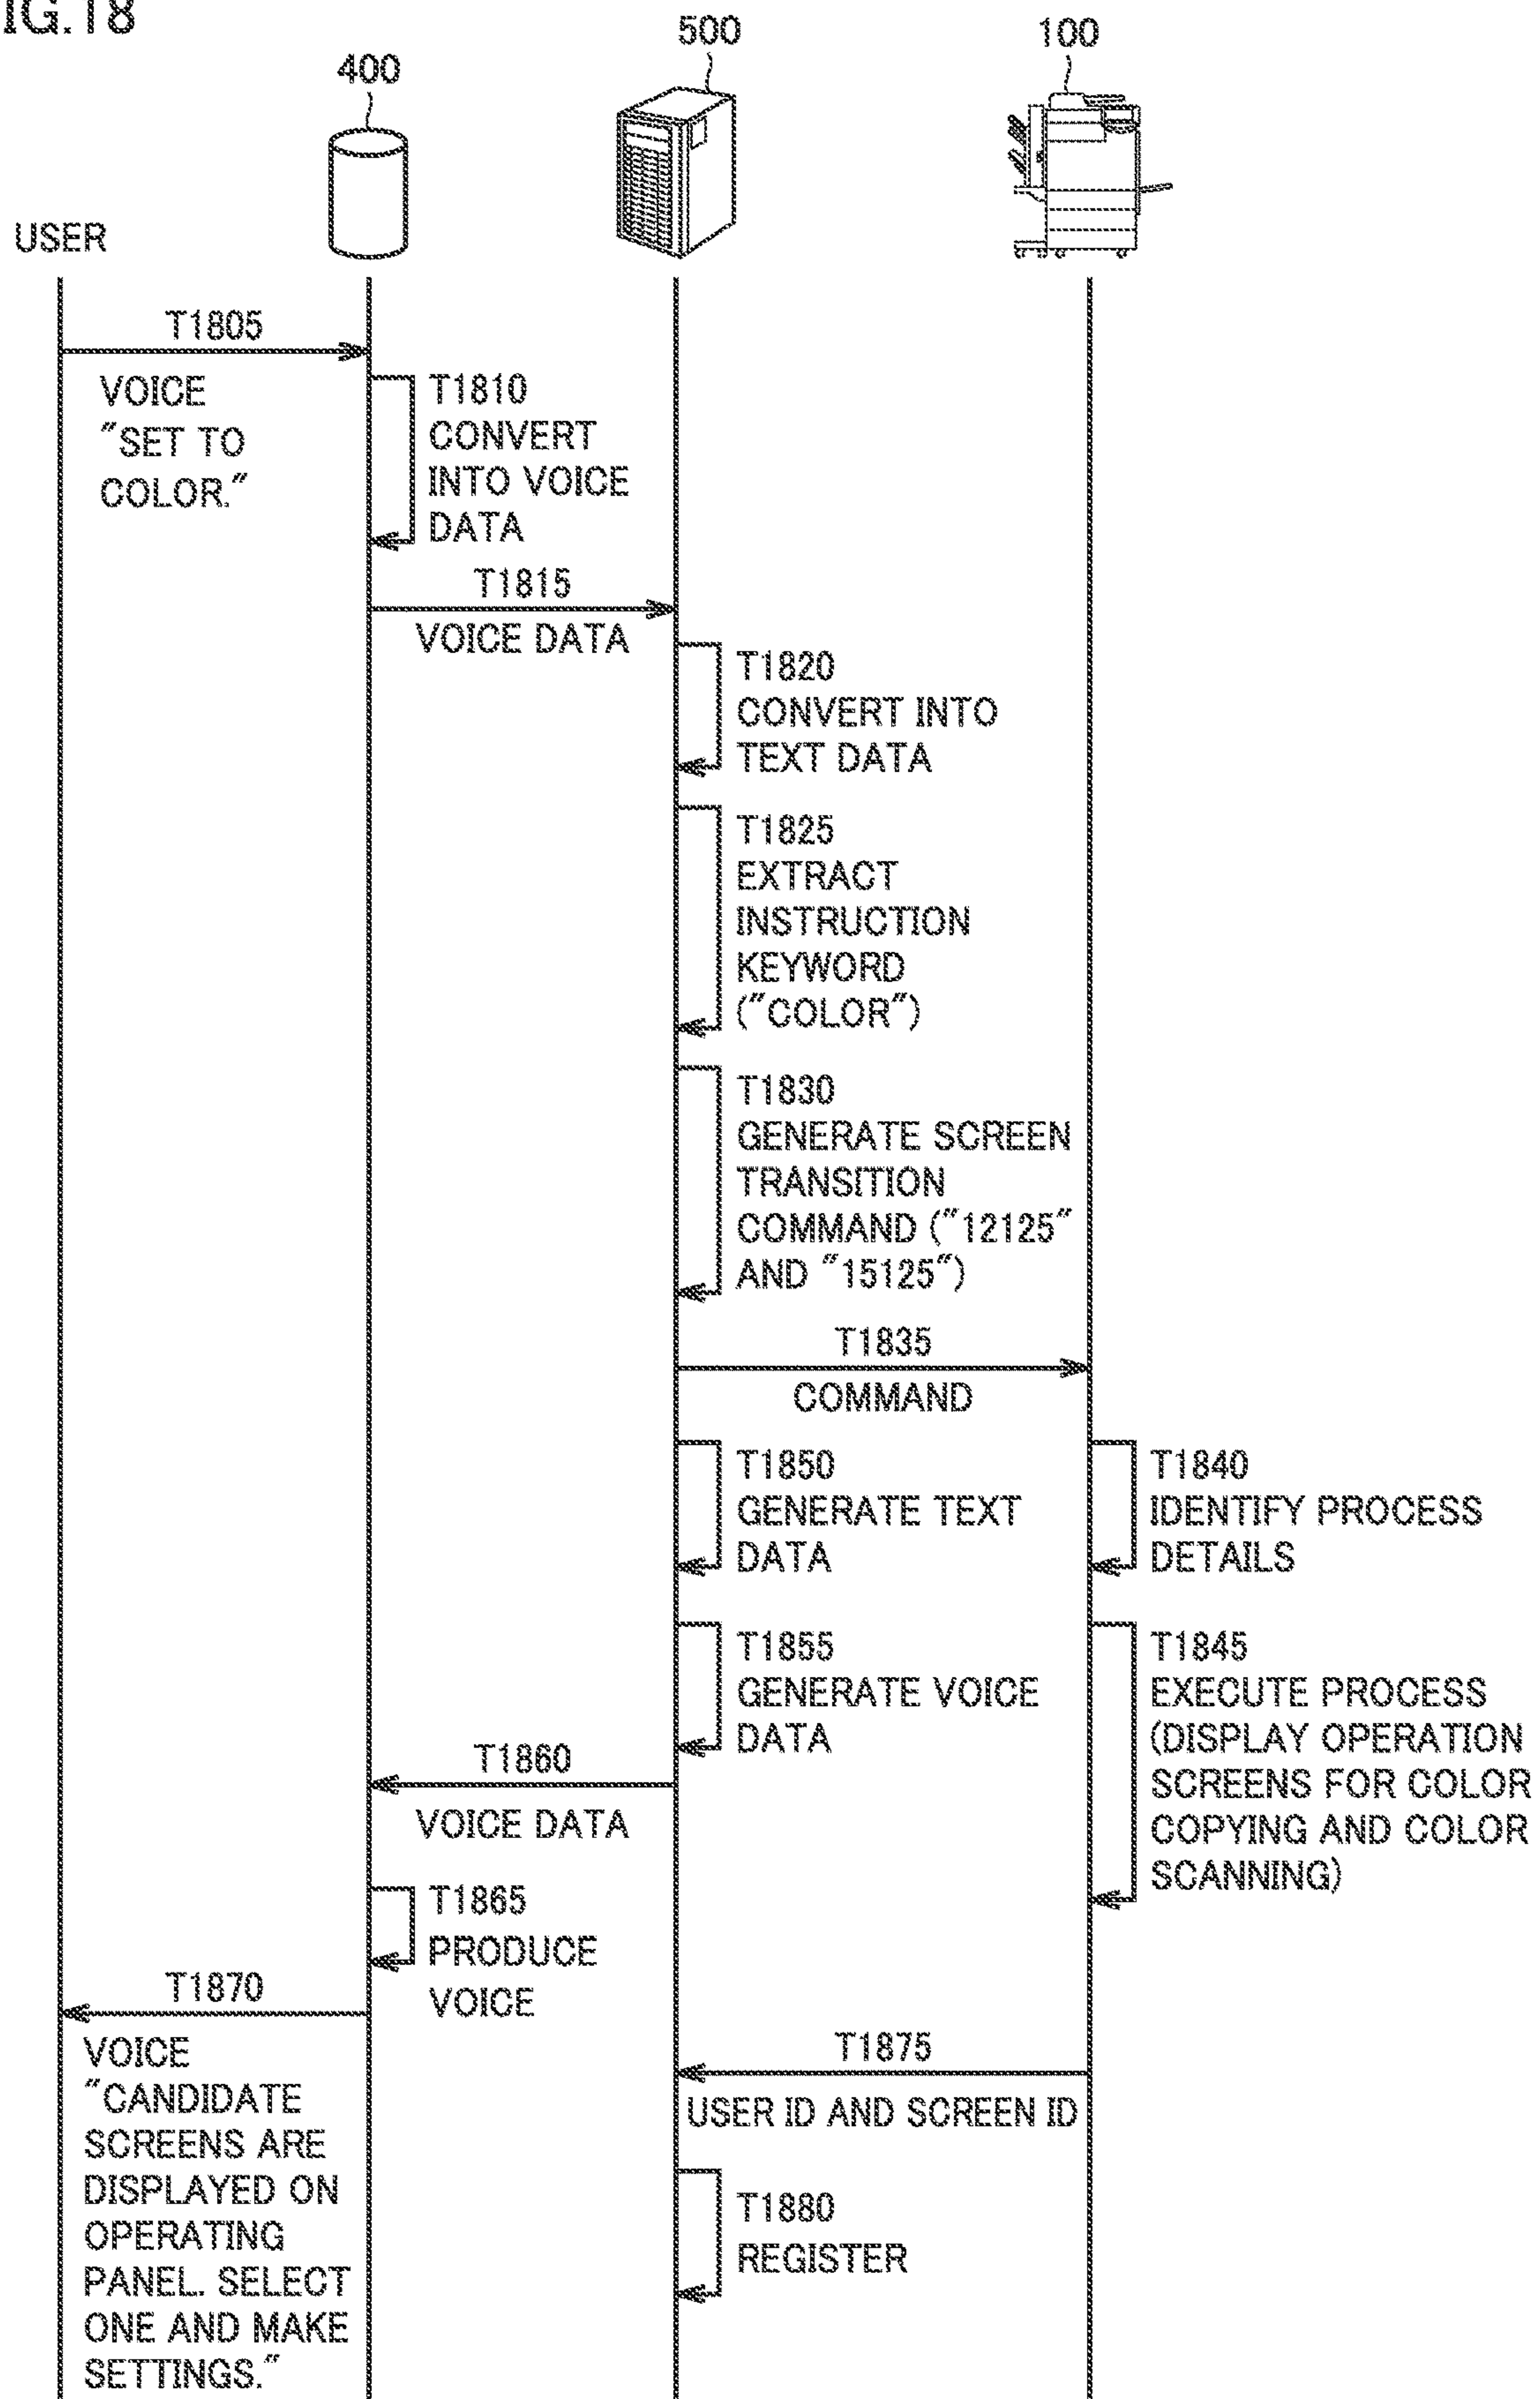 IG.18
500
100
400
USER
T1805
VOICE
"SET TO
COLOR."
T1810
CONVERT
INTO VOICE
DATA
T1815
VOICE DATA
T1820
CONVERT INTO
TEXT DATA
T1825
EXTRACT
INSTRUCTION
KEYWORD
("COLOR")
T1830
GENERATE SCREEN
TRANSITION
COMMAND ("12125"
AND "15125")
T1835
COMMAND
T1850
GENERATE TEXT
DATA
T1840
IDENTIFY PROCESS
DETAILS
T1855
GENERATE VOICE
DATA
T1845
EXECUTE PROCESS
(DISPLAY OPERATION
SCREENS FOR COLOR
COPYING AND COLOR
SCANNING)
T1860
VOICE DATA
T1865
PRODUCE
VOICE
T1870
VOICE
"CANDIDATE
SCREENS ARE
DISPLAYED ON
OPERATING
PANEL. SELECT
ONE AND MAKE
SETTINGS."
T1875
USER ID AND SCREEN ID
T1880
REGISTER